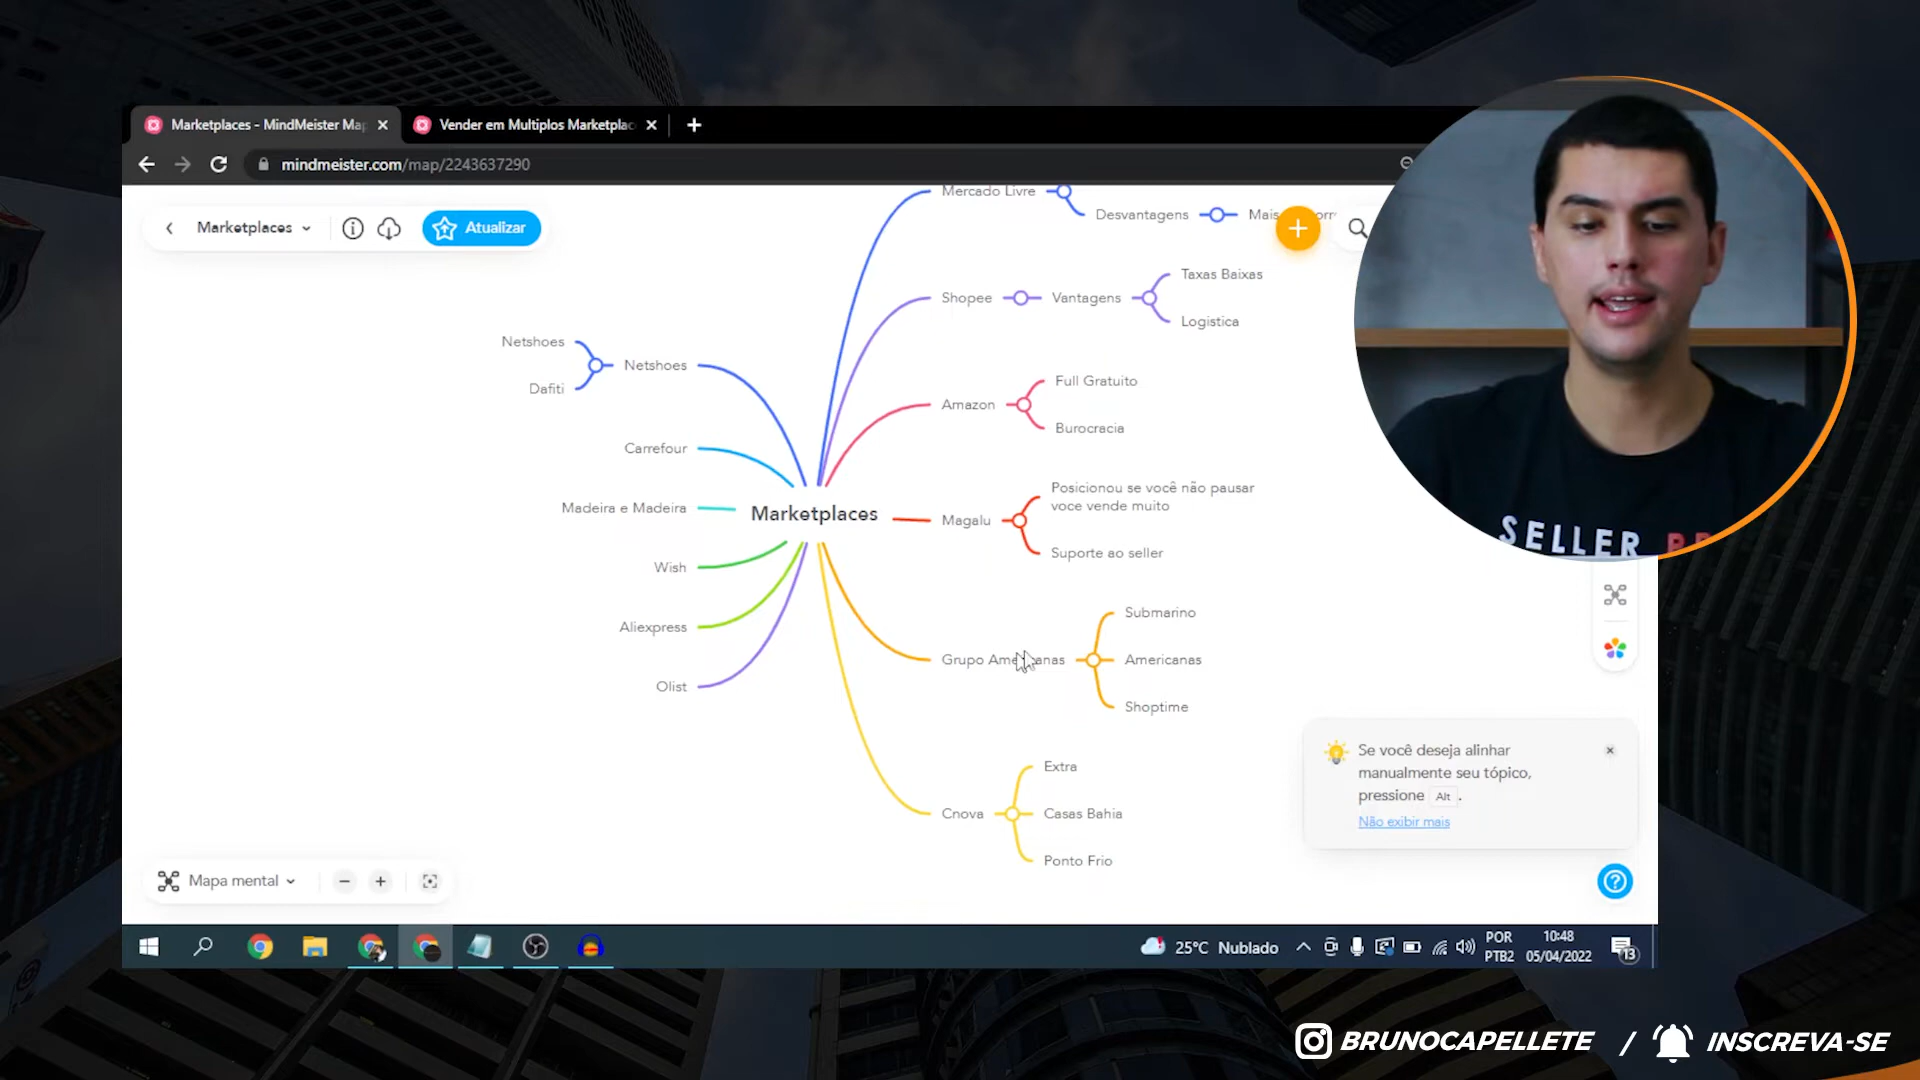 Marketplaces - MindMeister Map
Vender em Multiplos Marketplac
mindmeister.com/map/2243637290
Marketplaces
Atualizar
Mercado Livre
Desvantagens
Mais
Shopee
Vantagens
Taxas Baixas
Logistica
Netshoes
Netshoes
Dafiti
Amazon
Full Gratuito
Burocracia
Carrefour
Madeira e Madeira
Marketplaces
Magalu
Posicionou se você não pausar
voce vende muito
Suporte ao seller
Wish
Aliexpress
Olist
Grupo Americanas
Submarino
Americanas
Shoptime
Cnova
Extra
Casas Bahia
Ponto Frio
Se você deseja alinhar
manualmente seu tópico,
pressione Alt .
Não exibir mais
Mapa mental
SELLER
25°C Nublado
POR
PTB2
10:48
05/04/2022
13
BRUNOCAPELLETE / INSCREVA-SE